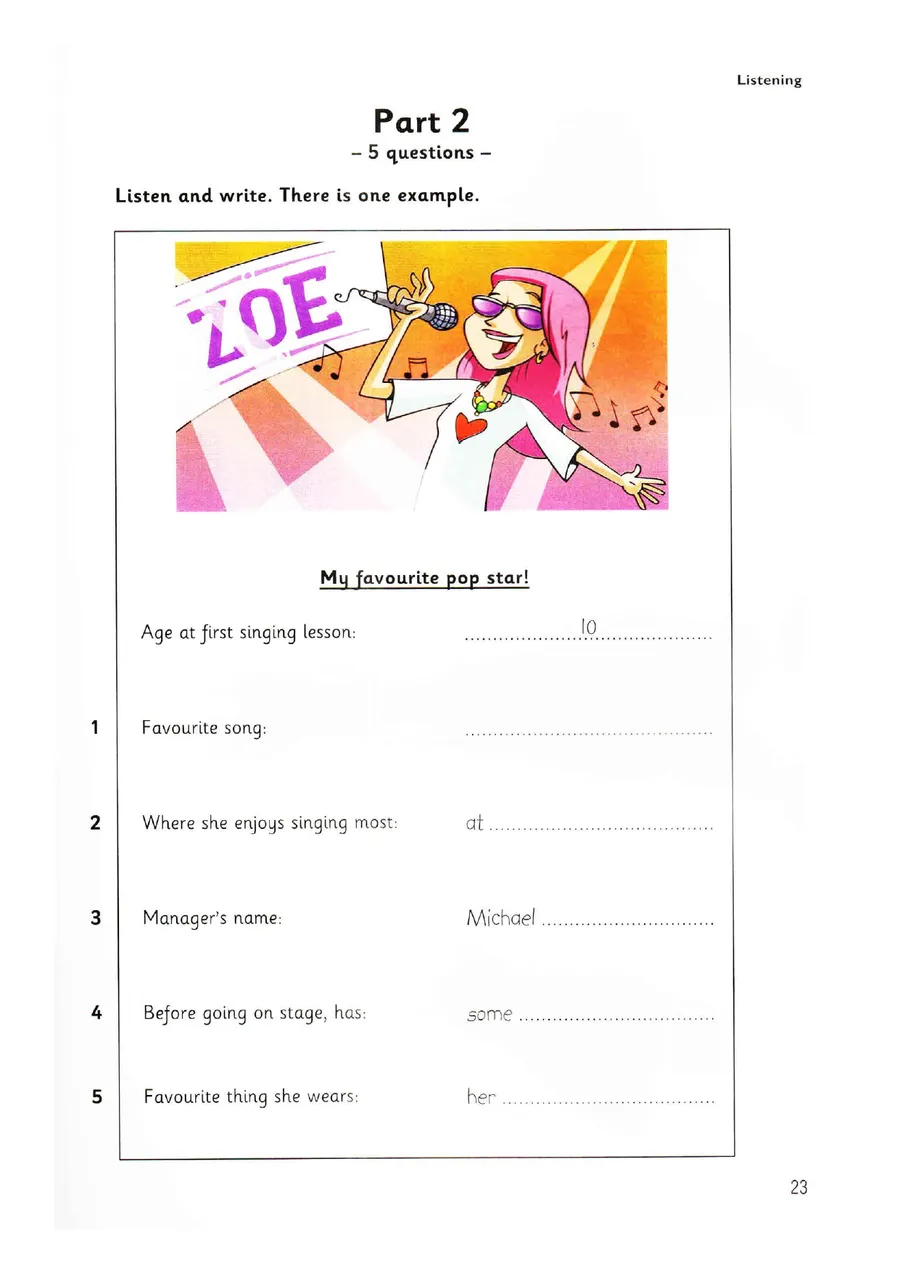 Listening
Part 2
– 5 questions –
Listen and write. There is one example.
ZOE
My favourite pop star!
Age at first singing lesson: ..................... 10 .....................
1 Favourite song: ..........................................
2 Where she enjoys singing most: at ........................................
3 Manager's name: Michael ...............................
4 Before going on stage, has: some ...................................
5 Favourite thing she wears: her ......................................
23